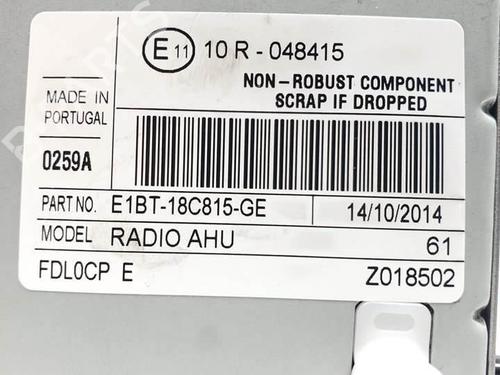 E 11 10 R - 048415
NON-ROBUST COMPONENT
SCRAP IF DROPPED
MADE IN
PORTUGAL
0259A
PART NO. E1BT-18C815-GE 14/10/2014
MODEL RADIO AHU 61
FDL0CP E Z018502